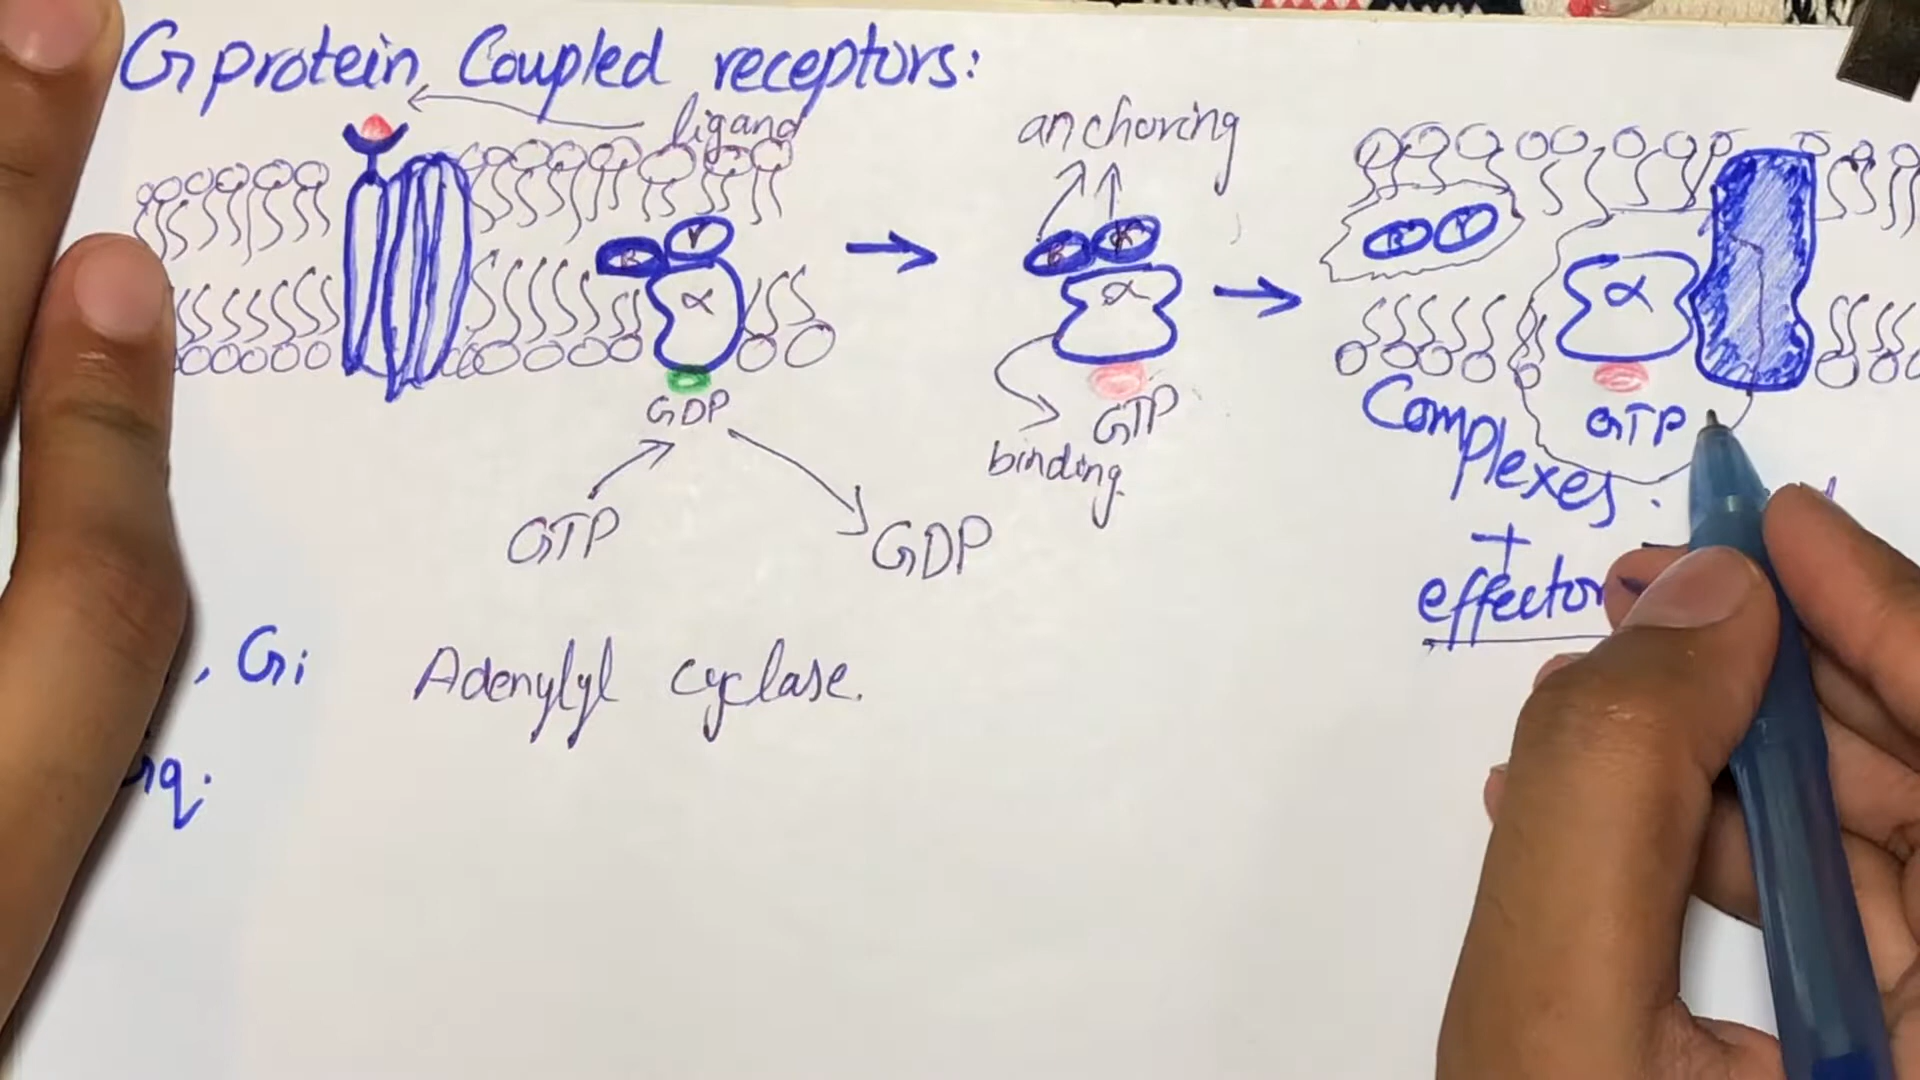 G protein Coupled receptors:
ligand
anchoring
B γ
α
GDP
GTP
GDP
B γ
α
GTP
binding
B γ
α
GTP
Complexes.
+
effector
, Gi
Adenylyl cyclase.
q.